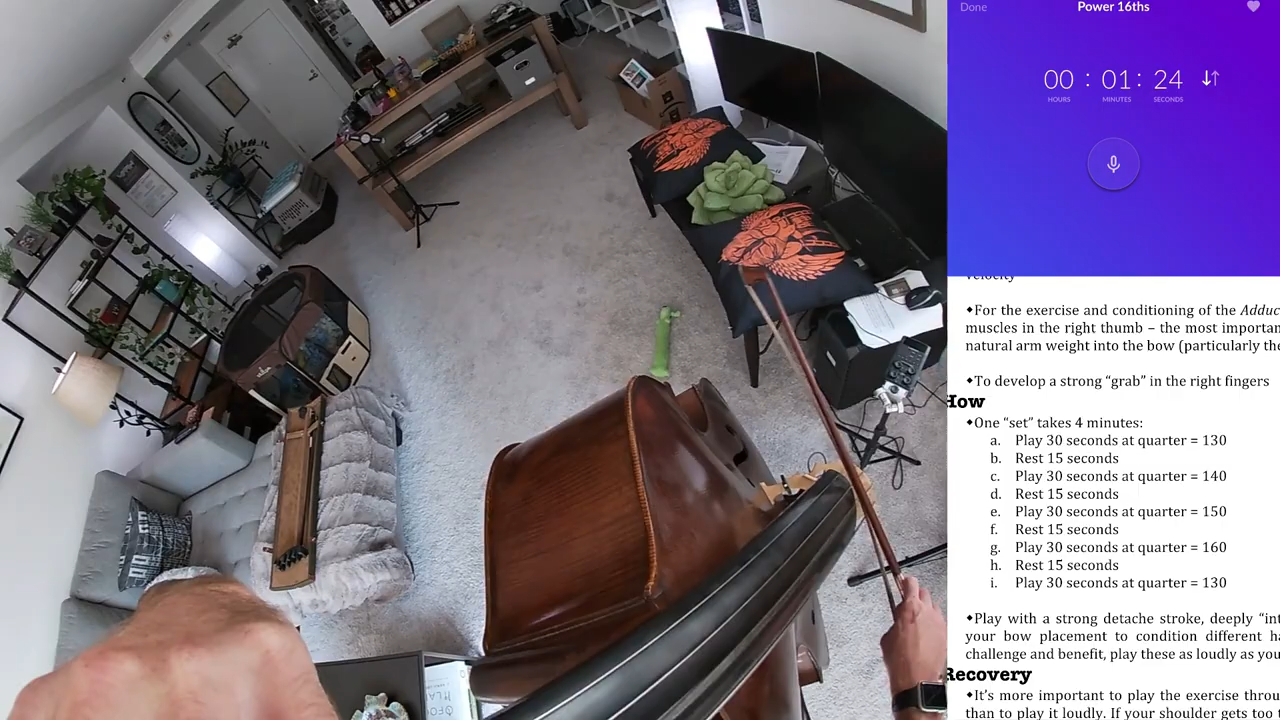 Done
Power 16ths
00 : 01 : 24
HOURS MINUTES SECONDS
velocity
◆For the exercise and conditioning of the Adduc
muscles in the right thumb – the most importan
natural arm weight into the bow (particularly the
◆To develop a strong “grab” in the right fingers
How
◆One “set” takes 4 minutes:
a. Play 30 seconds at quarter = 130
b. Rest 15 seconds
c. Play 30 seconds at quarter = 140
d. Rest 15 seconds
e. Play 30 seconds at quarter = 150
f. Rest 15 seconds
g. Play 30 seconds at quarter = 160
h. Rest 15 seconds
i. Play 30 seconds at quarter = 130
◆Play with a strong detache stroke, deeply “int
your bow placement to condition different h
challenge and benefit, play these as loudly as you
Recovery
◆It’s more important to play the exercise throu
than to play it loudly. If your shoulder gets too